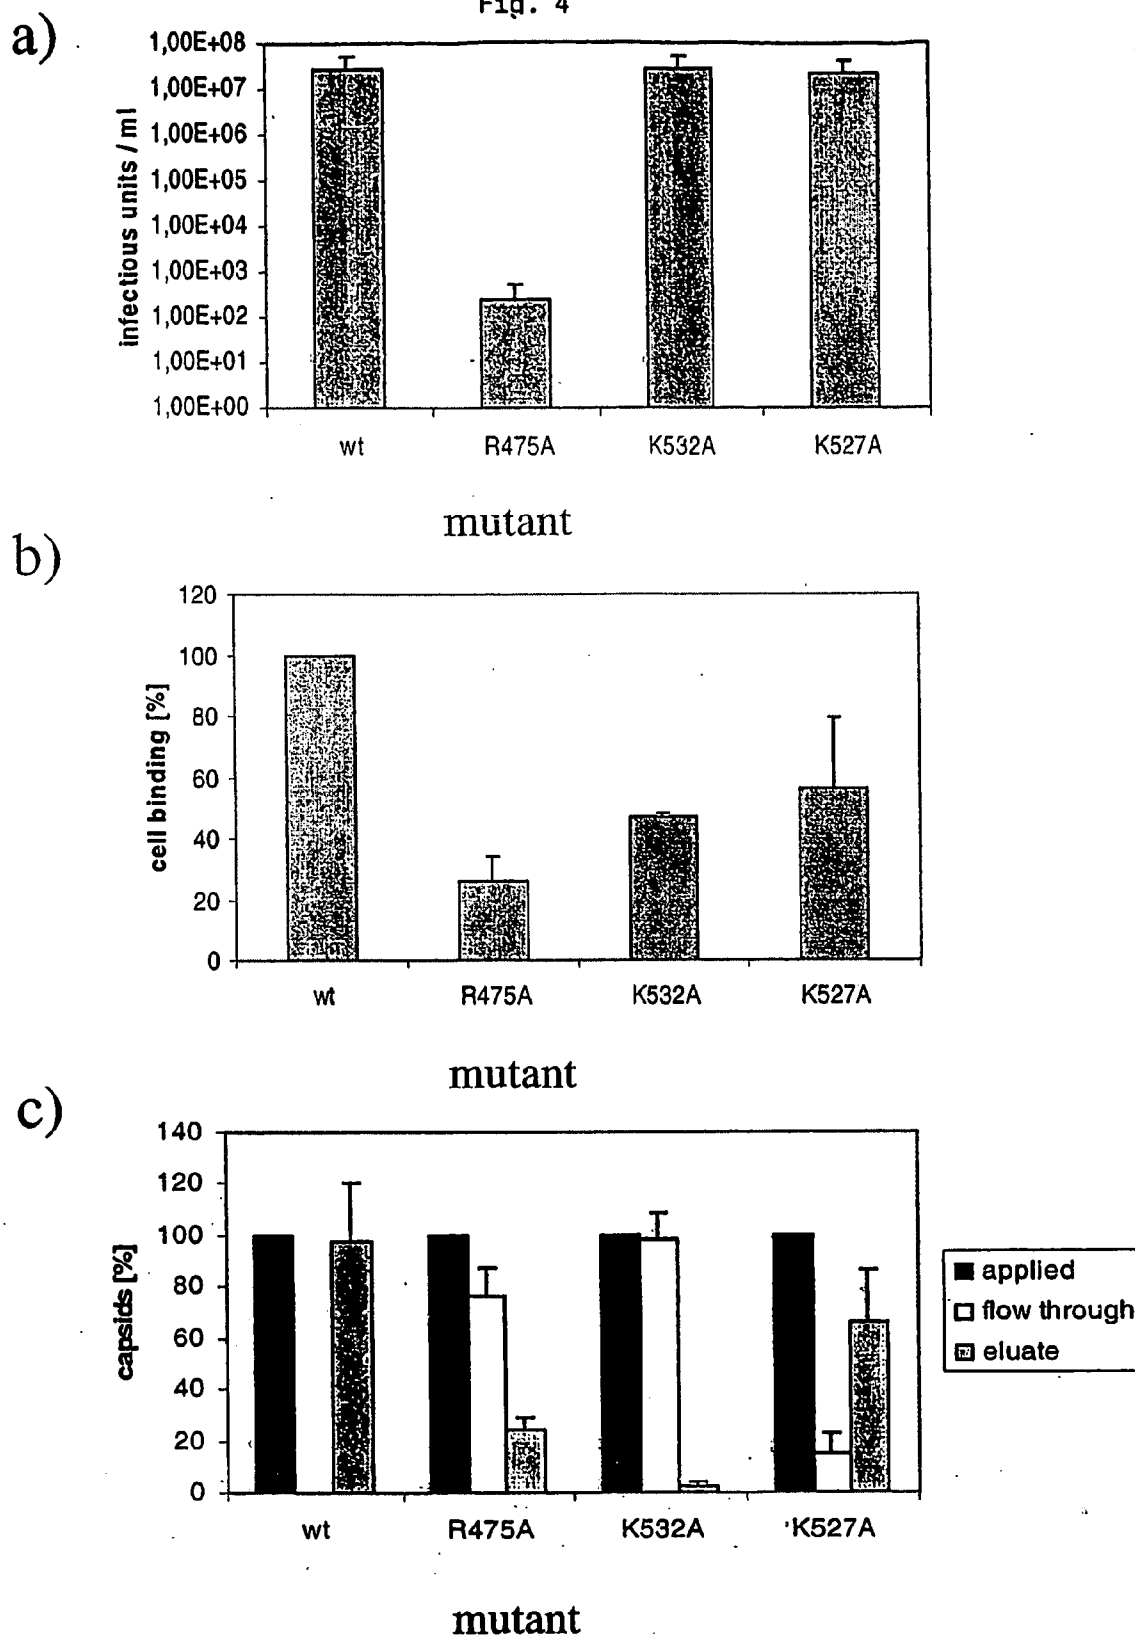 Fig. 4
a)
1,00E+08
1,00E+07
1,00E+06
1,00E+05
1,00E+04
1,00E+03
1,00E+02
1,00E+01
1,00E+00
infectious units / ml
wt R475A K532A K527A
mutant
b)
120
100
80
60
40
20
0
cell binding [%]
wt R475A K532A K527A
mutant
c)
140
120
100
80
60
40
20
0
capsids [%]
applied
flow through
eluate
wt R475A K532A K527A
mutant